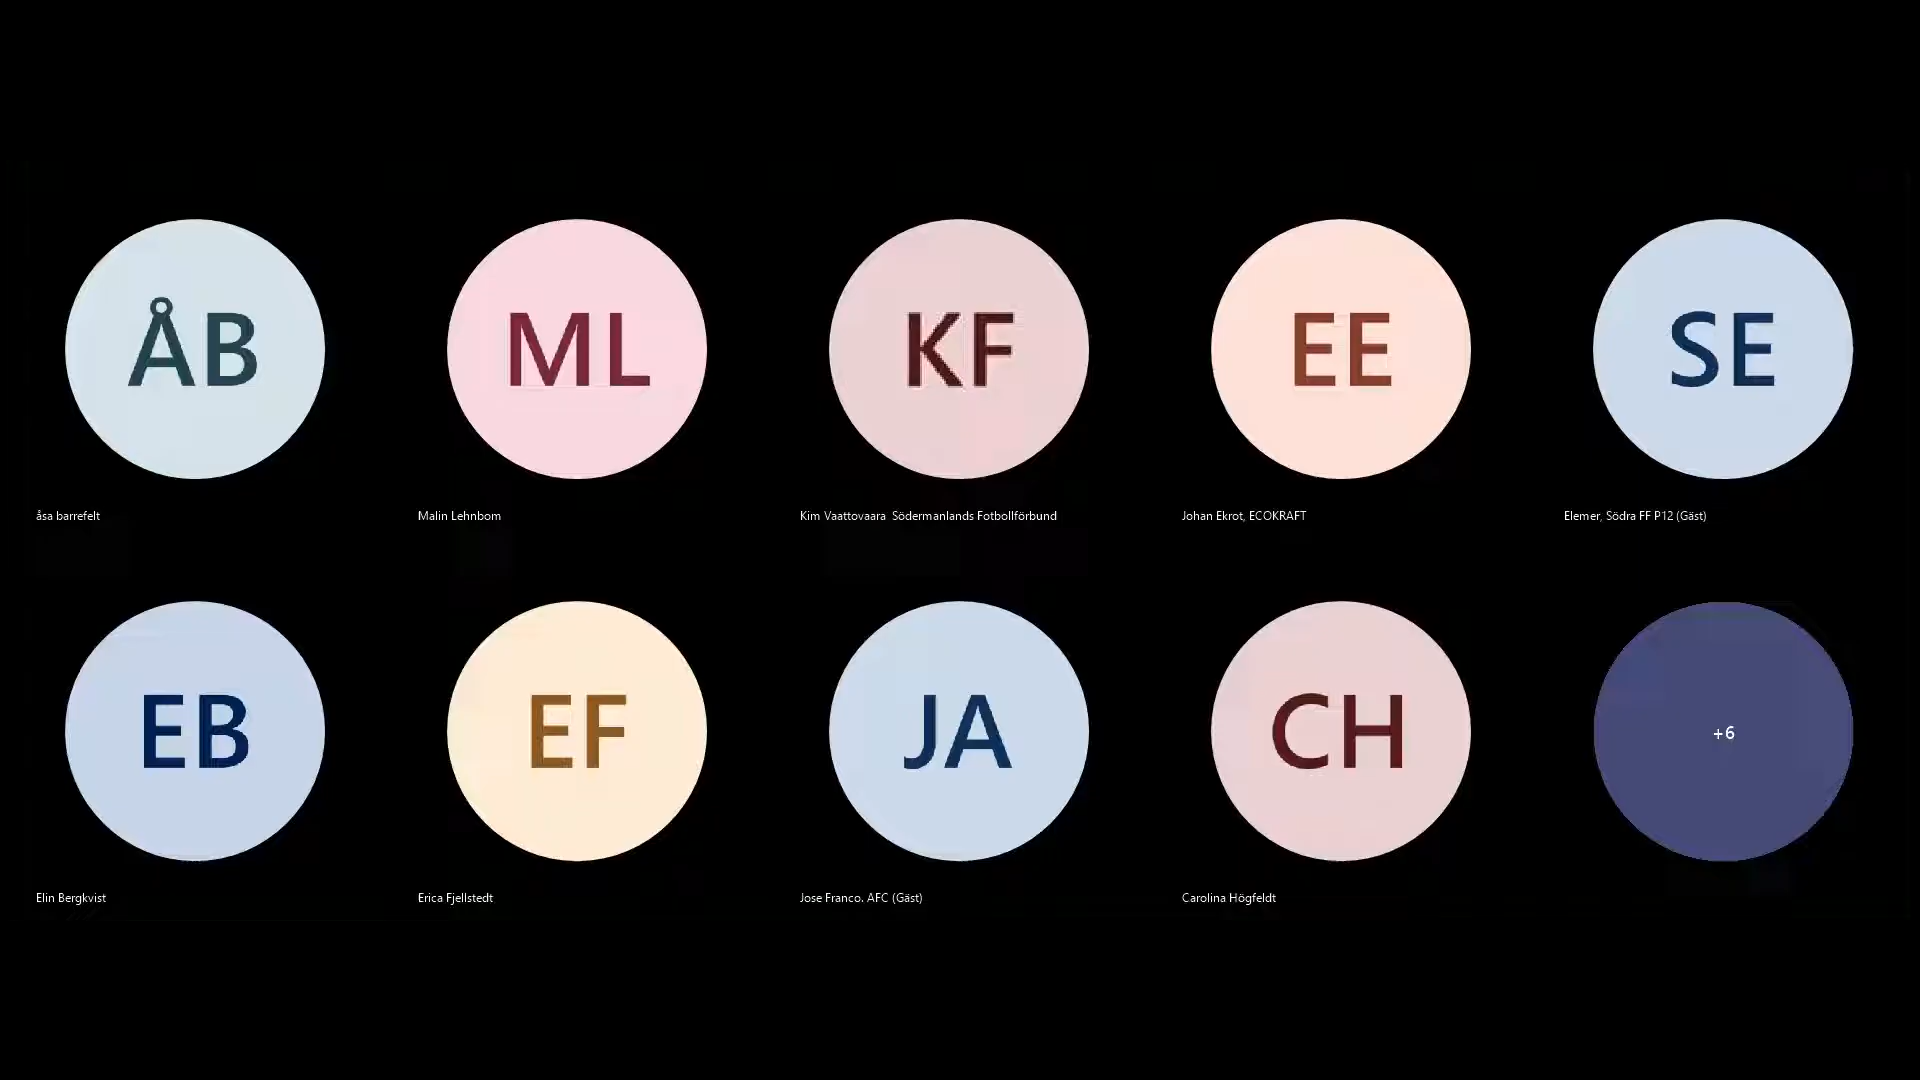 ÅB
ML
KF
EE
SE
åsa barrefelt
Malin Lehnbom
Kim Vaattovaara  Södermanlands Fotbollförbund
Johan Ekrot, ECOKRAFT
Elemer, Södra FF P12 (Gäst)
EB
EF
JA
CH
+6
Elin Bergkvist
Erica Fjellstedt
Jose Franco. AFC (Gäst)
Carolina Högfeldt